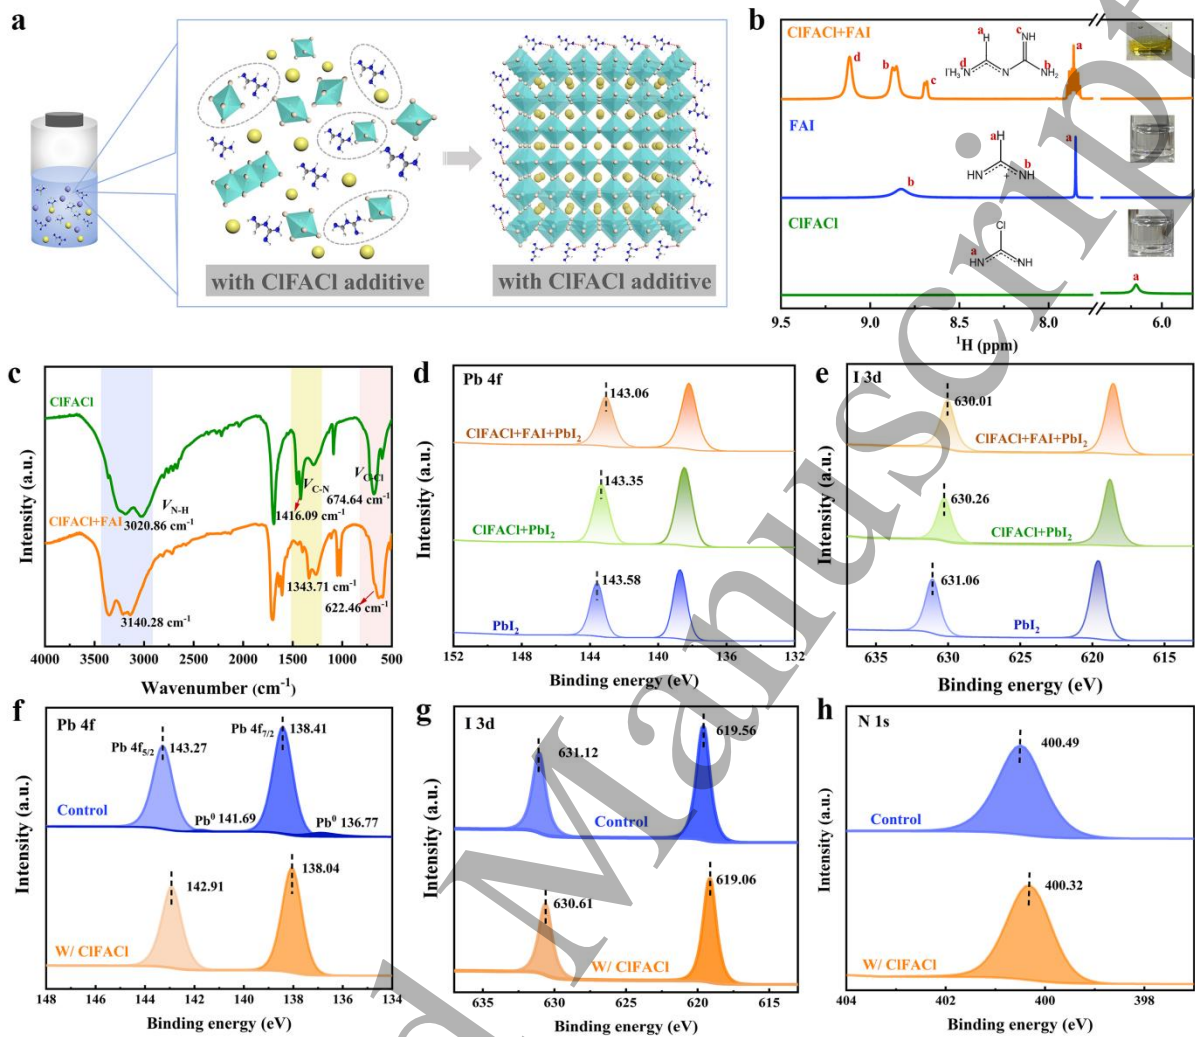 a
with ClFACl additive
with ClFACl additive
b
ClFACl+FAI
d
b
c
a
a
H
c
NH
d
N
N
b
NH₂
FAI
b
a
a
H
b
HN
NH
+
ClFACl
Cl
a
HN
NH
a
9.5 9.0 8.5 8.0 6.0
¹H (ppm)
c
ClFACl
V_N-H
3020.86 cm⁻¹
V_C-N
1416.09 cm⁻¹
V_C-Cl
674.64 cm⁻¹
ClFACl+FAI
3140.28 cm⁻¹
1343.71 cm⁻¹
622.46 cm⁻¹
4000 3500 3000 2500 2000 1500 1000 500
Wavenumber (cm⁻¹)
Intensity (a.u.)
d
Pb 4f
143.06
ClFACl+FAI+PbI₂
143.35
ClFACl+PbI₂
143.58
PbI₂
152 148 144 140 136 132
Binding energy (eV)
Intensity (a.u.)
e
I 3d
630.01
ClFACl+FAI+PbI₂
630.26
ClFACl+PbI₂
631.06
PbI₂
635 630 625 620 615
Binding energy (eV)
Intensity (a.u.)
f
Pb 4f
Pb 4f₅/₂
143.27
Pb 4f₇/₂
138.41
Control
Pb⁰ 141.69
Pb⁰ 136.77
142.91
138.04
W/ ClFACl
148 146 144 142 140 138 136 134
Binding energy (eV)
Intensity (a.u.)
g
I 3d
631.12
619.56
Control
630.61
619.06
W/ ClFACl
635 630 625 620 615
Binding energy (eV)
Intensity (a.u.)
h
N 1s
400.49
Control
400.32
W/ ClFACl
404 402 400 398
Binding energy (eV)
Intensity (a.u.)
d Manuscript